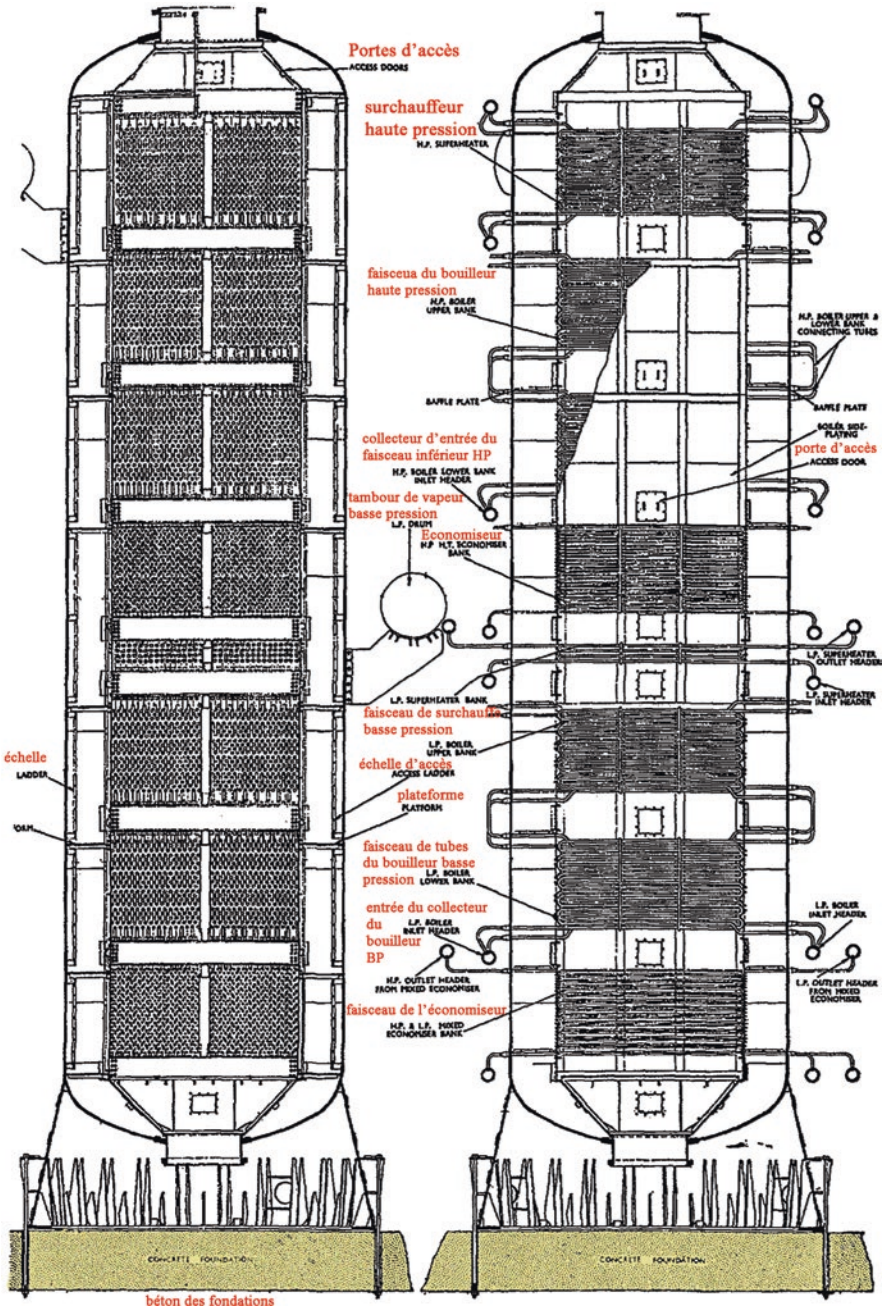 Portes d'accès
ACCESS DOORS
surchauffeur
haute pression
H.P. SUPERHEATER
faisceua du bouilleur
haute pression
H.P. BOILER
UPPER BANK
H.P. BOILER UPPER &
LOWER BANK
CONNECTING TUBES
BAFFLE PLATE
BAFFLE PLATE
BOILER SIDE-
PLATING
collecteur d'entrée du
faisceau inférieur HP
H.P. BOILER LOWER BANK
INLET HEADER
porte d'accès
ACCESS DOOR
tambour de vapeur
basse pression
L.P. DRUM
Economiseur
H.P. H.T. ECONOMISER
BANK
L.P. SUPERHEATER
OUTLET HEADER
L.P. SUPERHEATER BANK
L.P. SUPERHEATER
INLET HEADER
faisceau de surchauffe
basse pression
L.P. BOILER
UPPER BANK
échelle
LADDER
échelle d'accès
ACCESS LADDER
plateforme
PLATFORM
ORM
faisceau de tubes
du bouilleur basse
pression
L.P. BOILER
LOWER BANK
entrée du collecteur
du
bouilleur
BP
L.P. BOILER
INLET HEADER
L.P. BOILER
INLET HEADER
H.P. OUTLET HEADER
FROM MIXED ECONOMISER
L.P. OUTLET HEADER
FROM MIXED
ECONOMISER
faisceau de l'économiseur
H.P. & L.P. MIXED
ECONOMISER BANK
CONCRETE FOUNDATION
CONCRETE FOUNDATION
béton des fondations